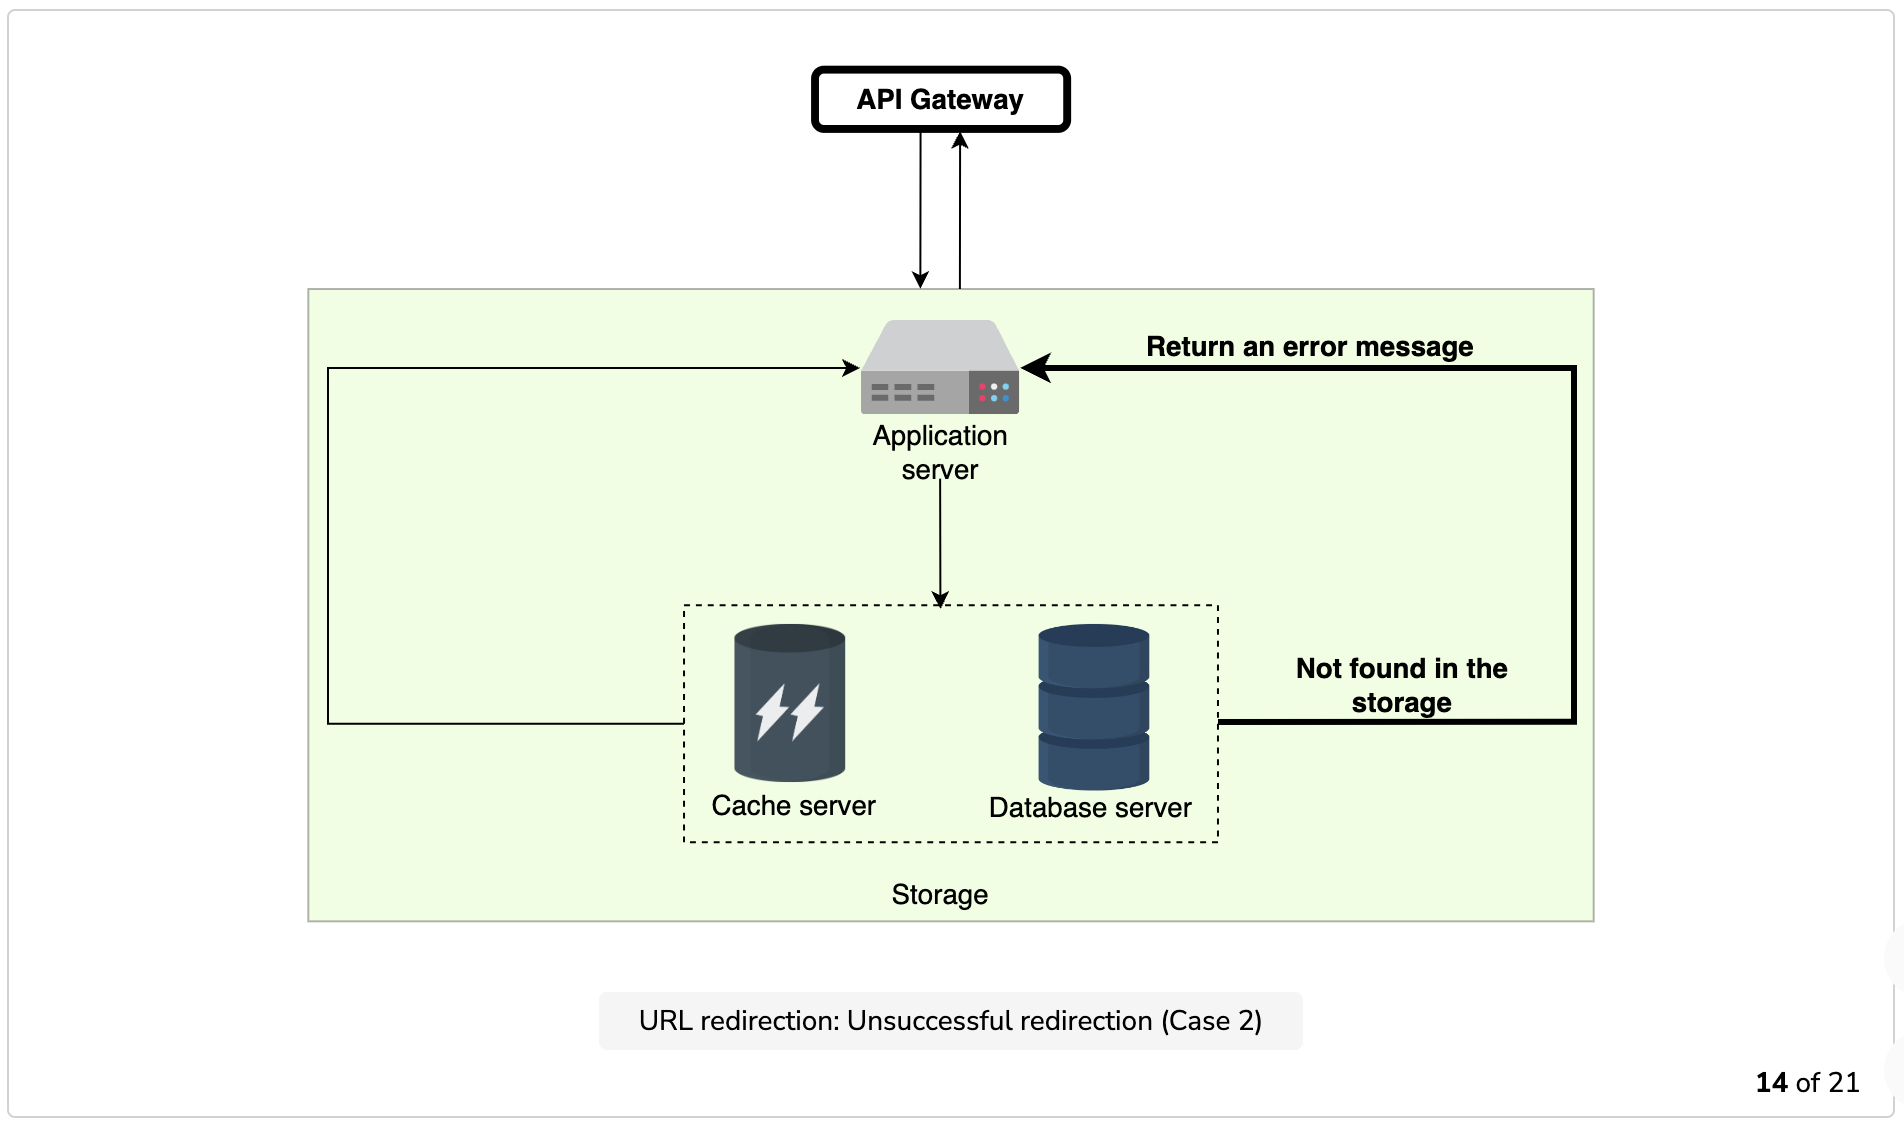 API Gateway
Return an error message
Application
server
Not found in the
storage
Cache server
Database server
Storage
URL redirection: Unsuccessful redirection (Case 2)
14 of 21